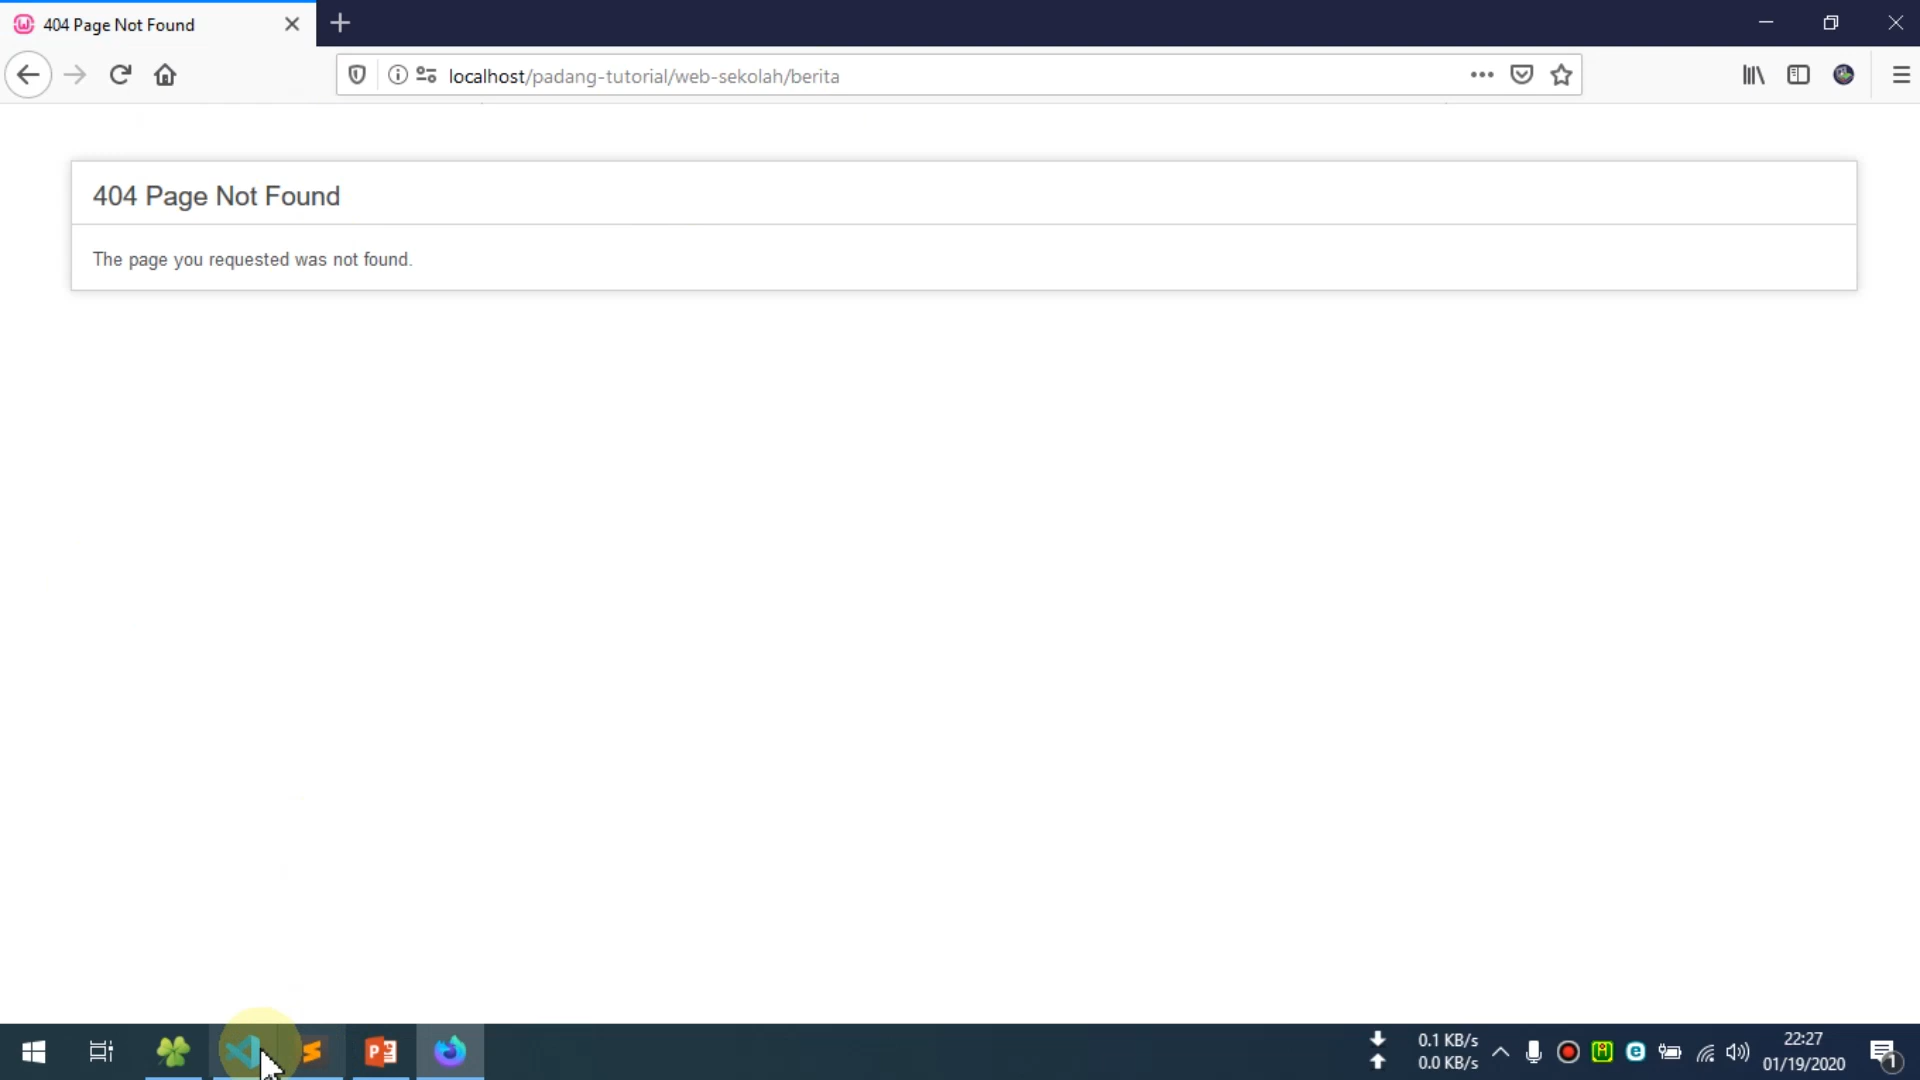 404 Page Not Found
localhost/padang-tutorial/web-sekolah/berita
404 Page Not Found
The page you requested was not found.
0.1 KB/s
0.0 KB/s
22:27
01/19/2020
1